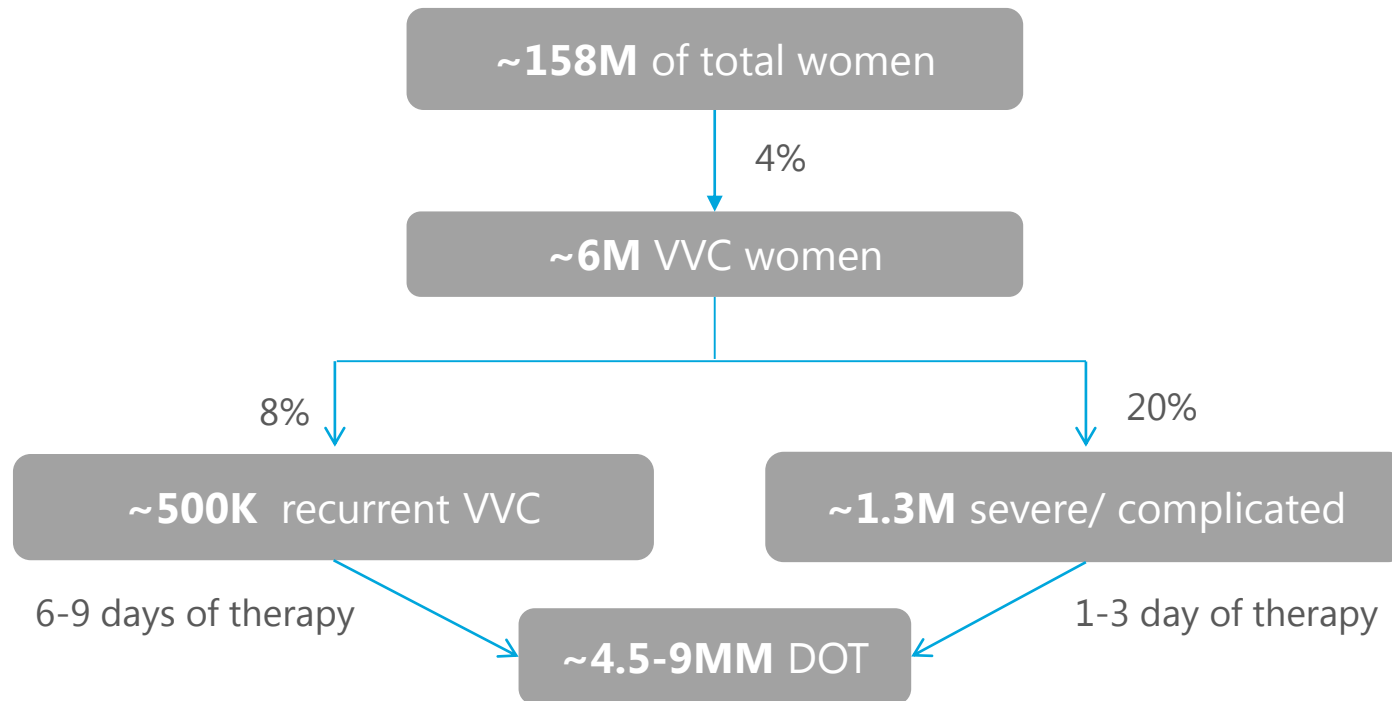 ~158M of total women
4%
~6M VVC women
8%
20%
~500K recurrent VVC
~1.3M severe/ complicated
6-9 days of therapy
1-3 day of therapy
~4.5-9MM DOT